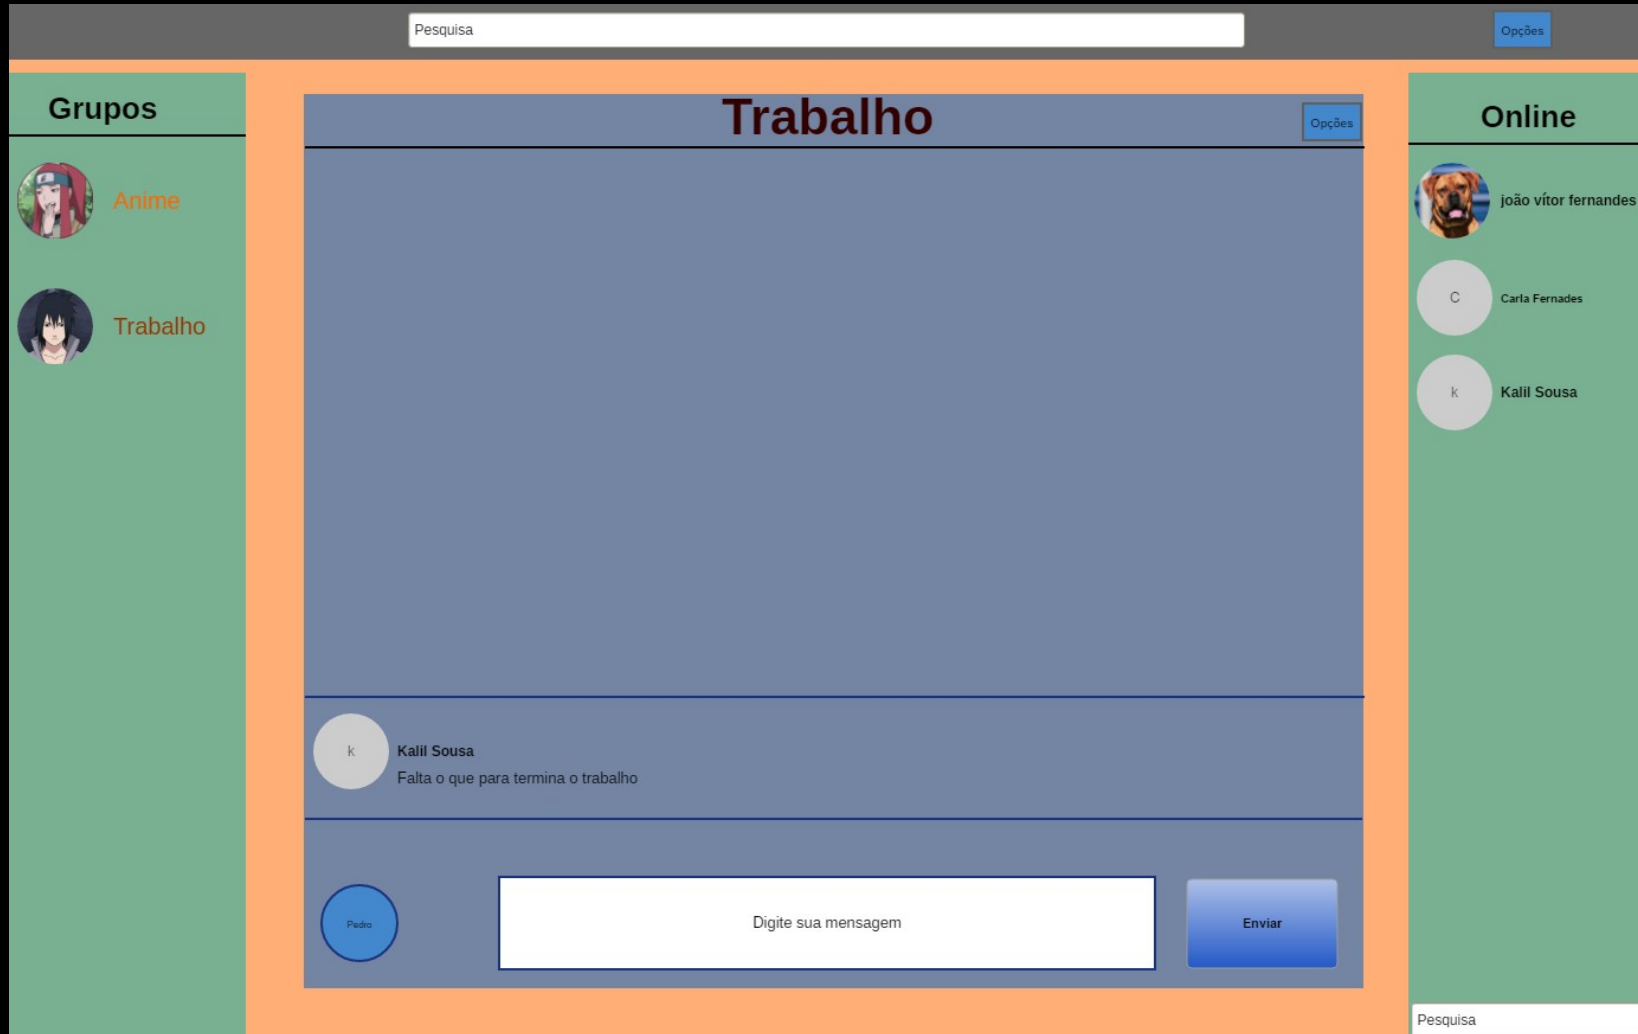 Pesquisa
Opções
Grupos
Anime
Trabalho
Trabalho
Opções
k
Kalil Sousa
Falta o que para termina o trabalho
Pedro
Digite sua mensagem
Enviar
Online
joão vítor fernandes
C
Carla Fernades
k
Kalil Sousa
Pesquisa